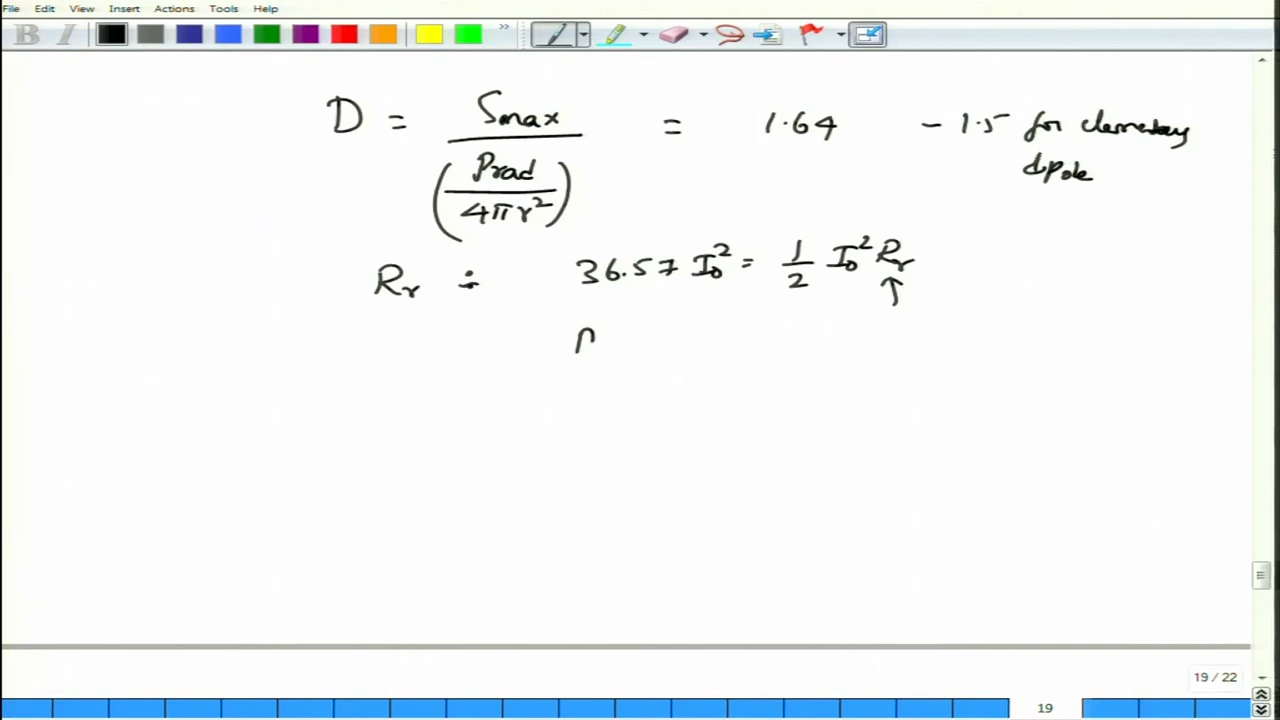 File Edit View Insert Actions Tools Help
B I
D = Smax / (Prad / 4πr²) = 1.64 - 1.5 for elementary dipole
Rr ÷ 36.57 I₀² = 1/2 I₀² Rr
↑
19 / 22
19